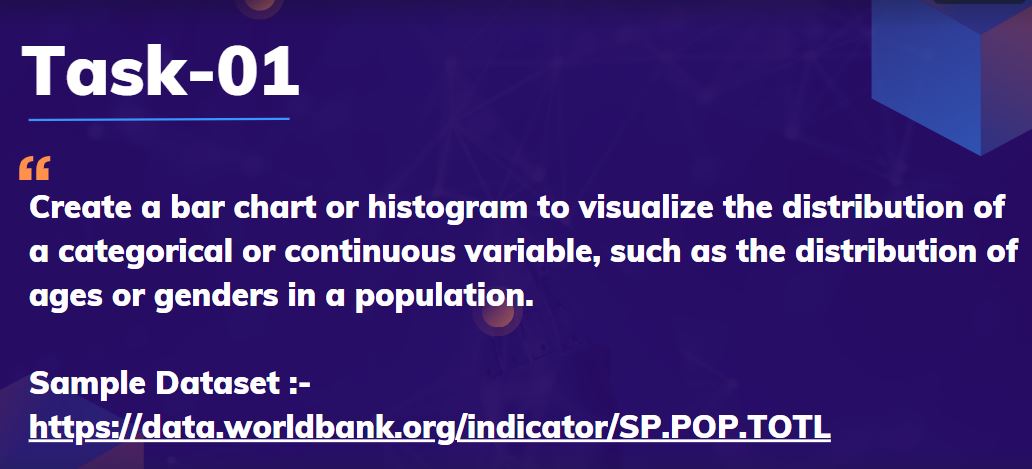 Task-01
“
Create a bar chart or histogram to visualize the distribution of
a categorical or continuous variable, such as the distribution of
ages or genders in a population.
Sample Dataset :-
https://data.worldbank.org/indicator/SP.POP.TOTL